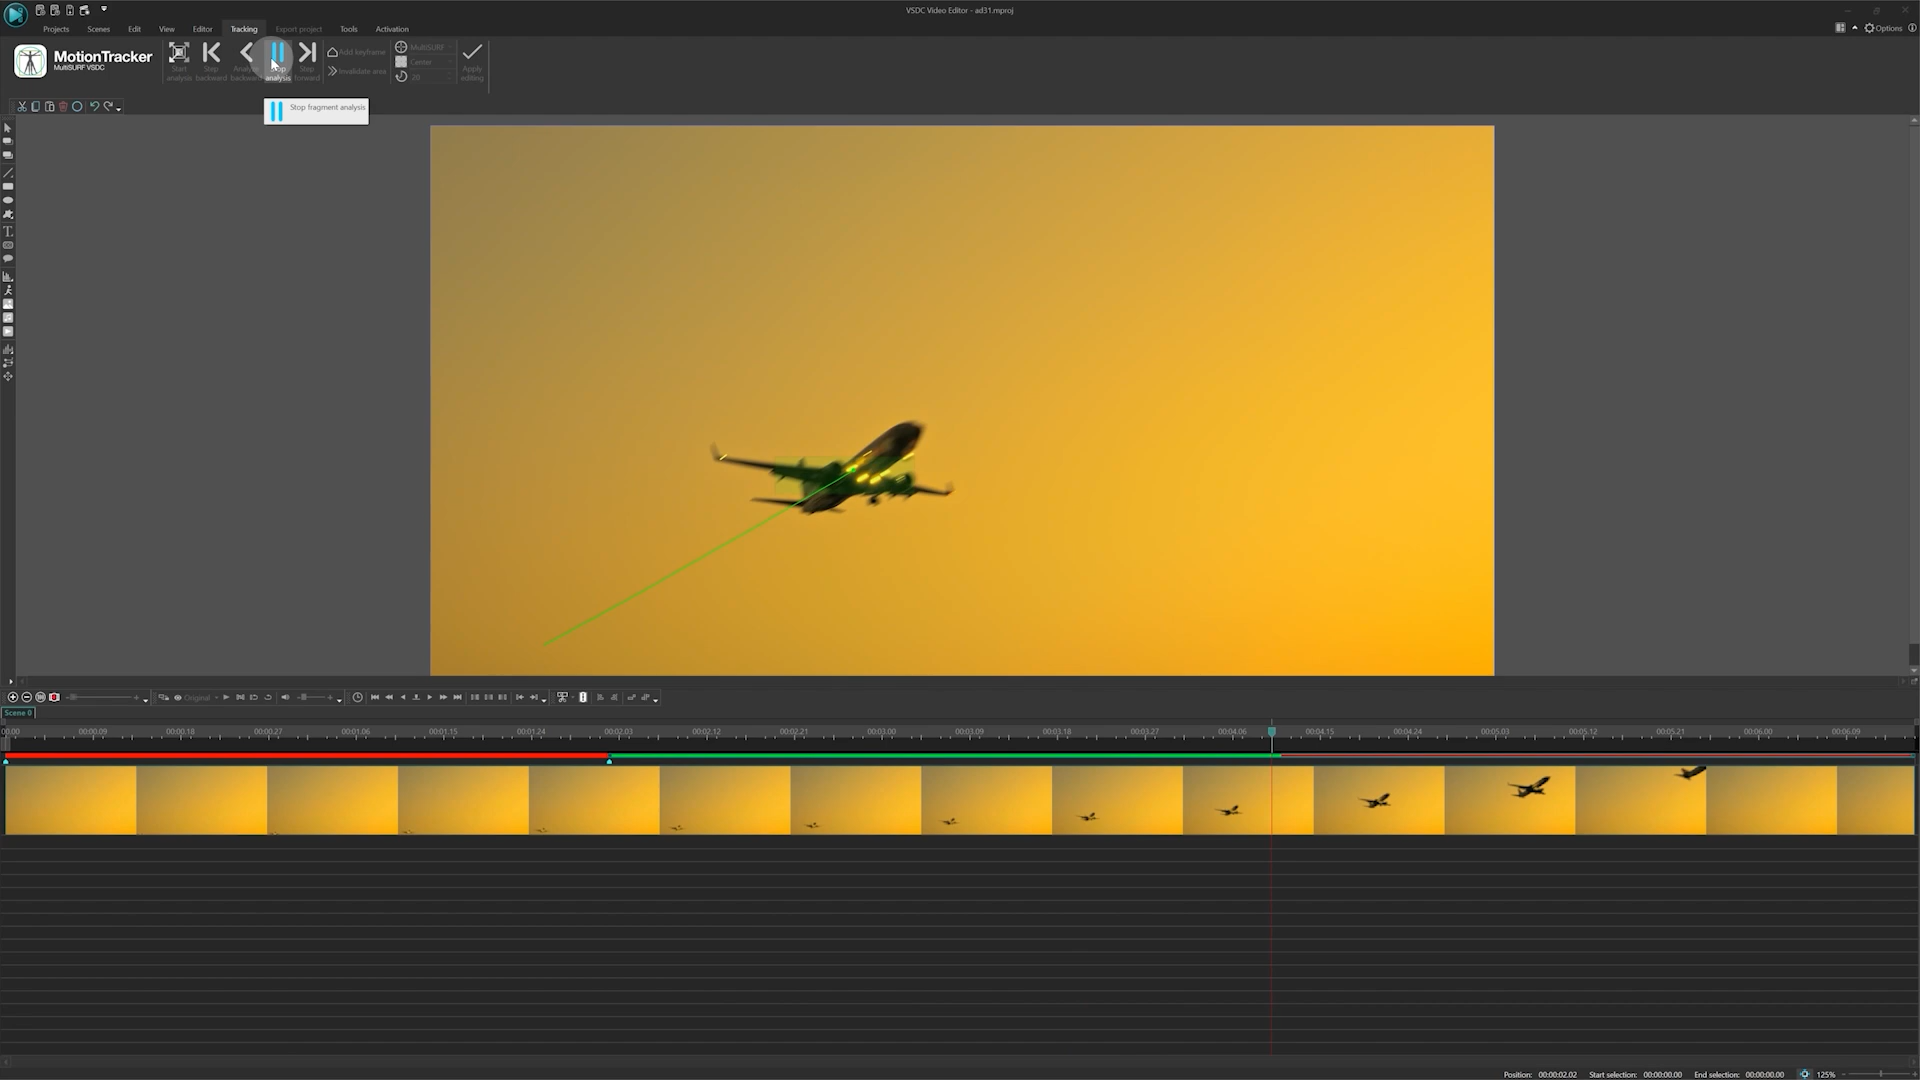 VSDC Video Editor - ad31.mproj
Projects Scenes Edit View Editor Tracking Export project Tools Activation
Options
MotionTracker
MultiSURF VSDC
Start analysis
Step backward
Analyze backward
Stop analysis
Step forward
Add keyframe
Invalidate area
MultiSURF
Center
20
Apply editing
Stop fragment analysis
Original
Scene 0
00:00 00:00.09 00:00.18 00:00.27 00:01.06 00:01.15 00:01.24 00:02.03 00:02.12 00:02.21 00:03.00 00:03.09 00:03.18 00:03.27 00:04.06 00:04.15 00:04.24 00:05.03 00:05.12 00:05.21 00:06.00 00:06.09
Position: 00:00:02.02 Start selection: 00:00:00.00 End selection: 00:00:00.00 125%